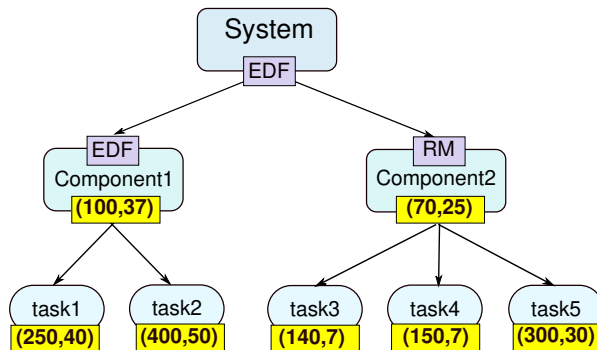 System
EDF
EDF
Component1
(100,37)
RM
Component2
(70,25)
task1
(250,40)
task2
(400,50)
task3
(140,7)
task4
(150,7)
task5
(300,30)